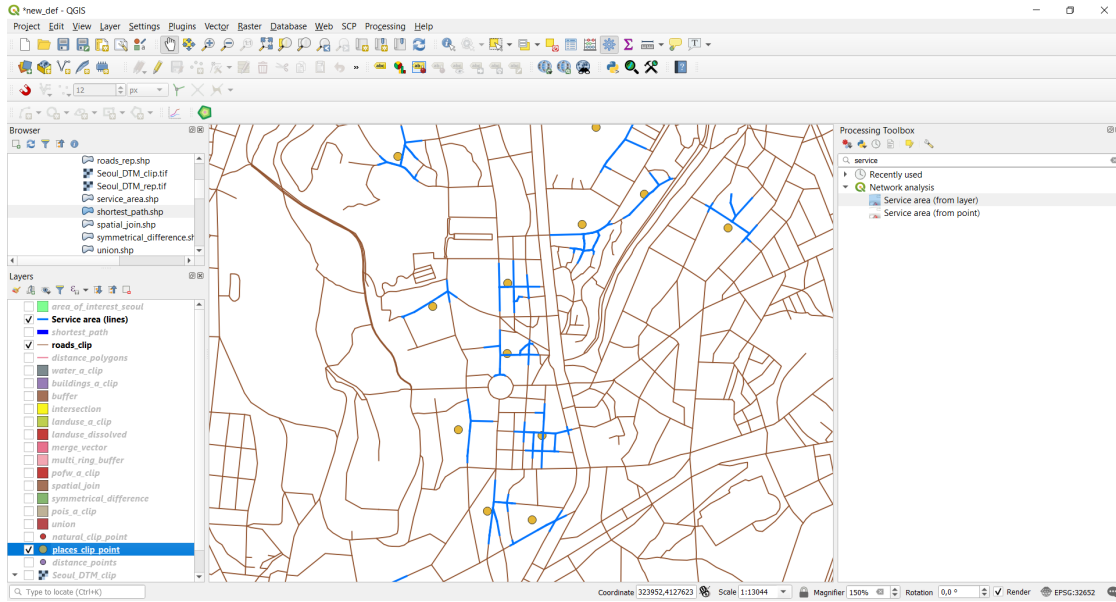 *new_def - QGIS
Project Edit View Layer Settings Plugins Vector Raster Database Web SCP Processing Help
12 px
Browser
roads_rep.shp
Seoul_DTM_clip.tif
Seoul_DTM_rep.tif
service_area.shp
shortest_path.shp
spatial_join.shp
symmetrical_difference.sh
union.shp
Layers
area_of_interest_seoul
Service area (lines)
shortest_path
roads_clip
distance_polygons
water_a_clip
buildings_a_clip
buffer
intersection
landuse_a_clip
landuse_dissolved
merge_vector
multi_ring_buffer
pofw_a_clip
spatial_join
symmetrical_difference
pois_a_clip
union
natural_clip_point
places_clip_point
distance_points
Seoul_DTM_clip
Processing Toolbox
service
Recently used
Network analysis
Service area (from layer)
Service area (from point)
Type to locate (Ctrl+K)
Coordinate 323952,4127623 Scale 1:13044 Magnifier 150% Rotation 0,0 ° Render EPSG:32652